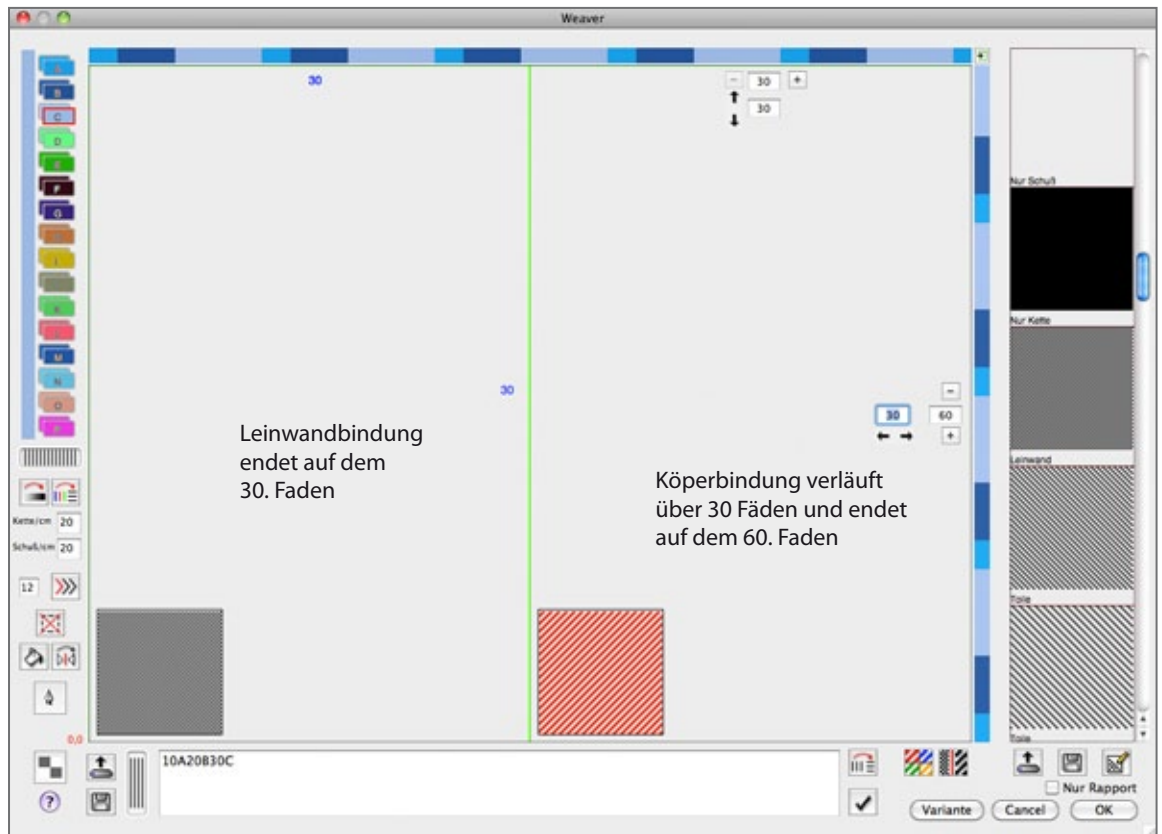 Weaver
A
B
C
D
E
F
G
I
K
M
N
O
P
30
30
30
30
30
60
Leinwandbindung
endet auf dem
30. Faden
Köperbindung verläuft
über 30 Fäden und endet
auf dem 60. Faden
Kette/cm 20
Schuß/cm 20
12
0,0
10A20B30C
?
Nur Schuß
Nur Kette
Leinwand
Toile
Toile
Nur Rapport
Variante
Cancel
OK